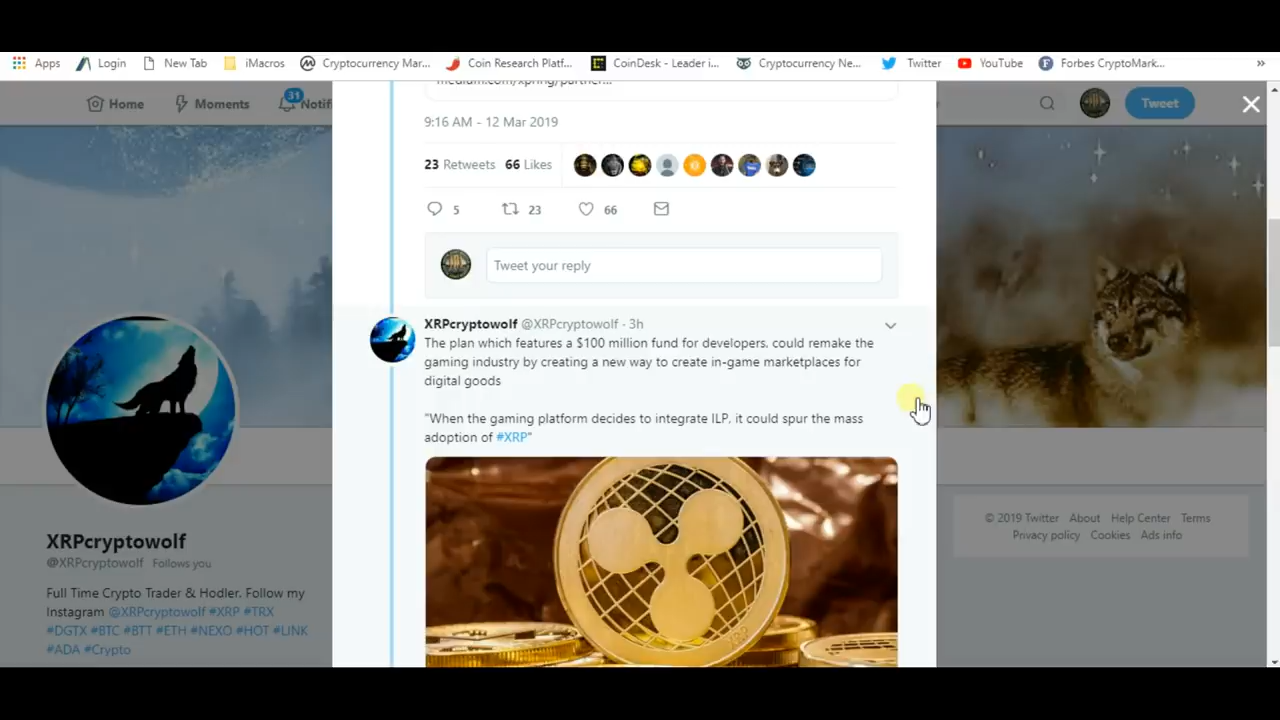 Apps Login New Tab iMacros Cryptocurrency Mar... Coin Research Platf... CoinDesk - Leader i... Cryptocurrency Ne... Twitter YouTube Forbes CryptoMark... »
Home Moments 31 Notifi Tweet
medium.com/xpring/partner...
9:16 AM - 12 Mar 2019
23 Retweets 66 Likes
5 23 66
Tweet your reply
XRPcryptowolf @XRPcryptowolf · 3h
The plan which features a $100 million fund for developers, could remake the
gaming industry by creating a new way to create in-game marketplaces for
digital goods
"When the gaming platform decides to integrate ILP, it could spur the mass
adoption of #XRP"
XRP
XRPcryptowolf
@XRPcryptowolf Follows you
Full Time Crypto Trader & Hodler. Follow my
Instagram @XRPcryptowolf #XRP #TRX
#DGTX #BTC #BTT #ETH #NEXO #HOT #LINK
#ADA #Crypto
© 2019 Twitter About Help Center Terms
Privacy policy Cookies Ads info